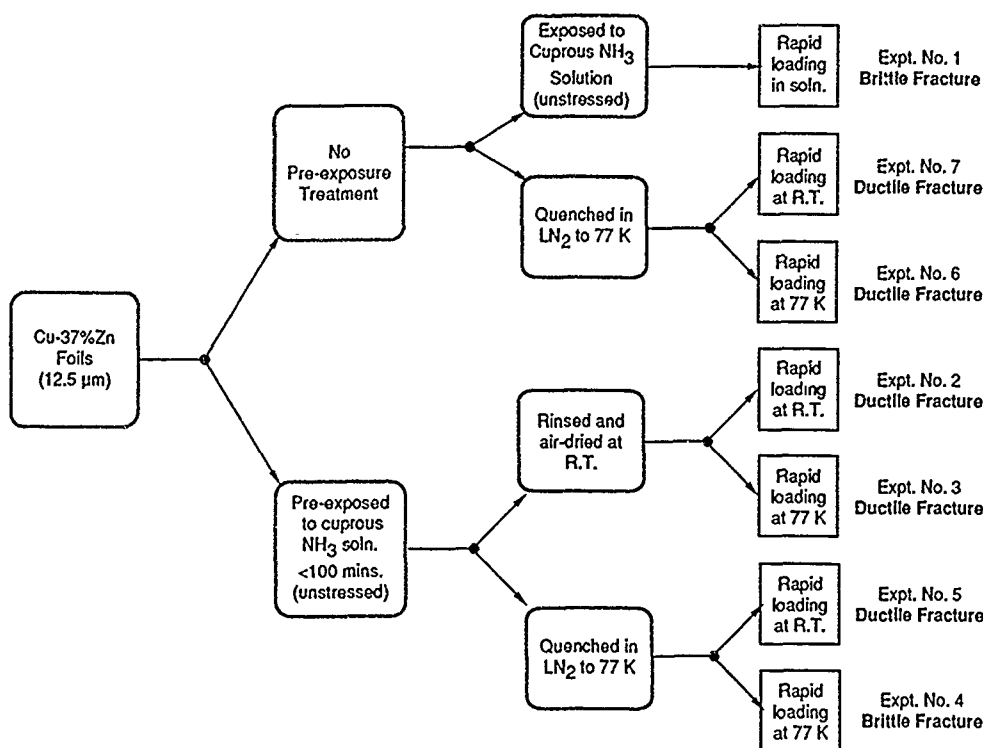 Cu-37%Zn
Foils
(12.5 μm)
No
Pre-exposure
Treatment
Exposed to
Cuprous NH3
Solution
(unstressed)
Rapid
loading
in soln.
Expt. No. 1
Brittle Fracture
Quenched in
LN2 to 77 K
Rapid
loading
at R.T.
Expt. No. 7
Ductile Fracture
Rapid
loading
at 77 K
Expt. No. 6
Ductile Fracture
Pre-exposed
to cuprous
NH3 soln.
<100 mins.
(unstressed)
Rinsed and
air-dried at
R.T.
Rapid
loading
at R.T.
Expt. No. 2
Ductile Fracture
Rapid
loading
at 77 K
Expt. No. 3
Ductile Fracture
Quenched in
LN2 to 77 K
Rapid
loading
at R.T.
Expt. No. 5
Ductile Fracture
Rapid
loading
at 77 K
Expt. No. 4
Brittle Fracture